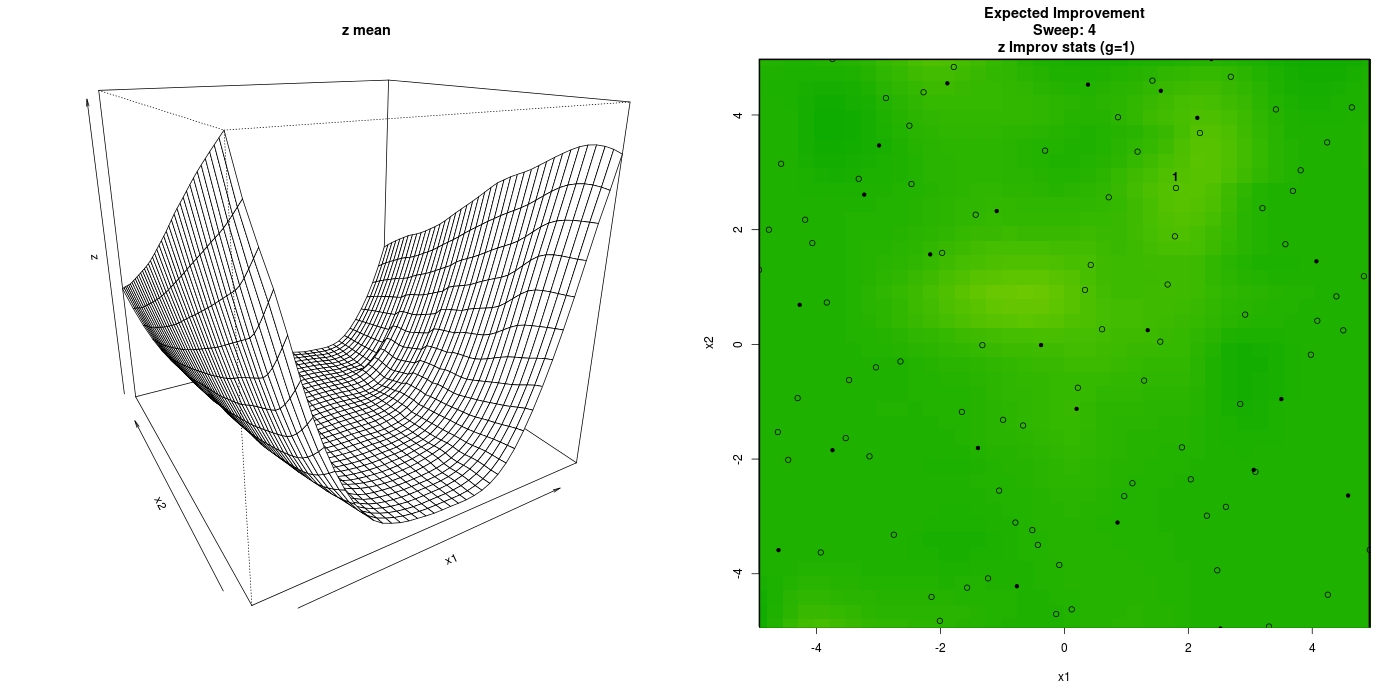 z mean
z
x2
x1
Expected Improvement
Sweep: 4
z Improv stats (g=1)
4
2
0
-2
-4
x2
1
-4
-2
0
2
4
x1